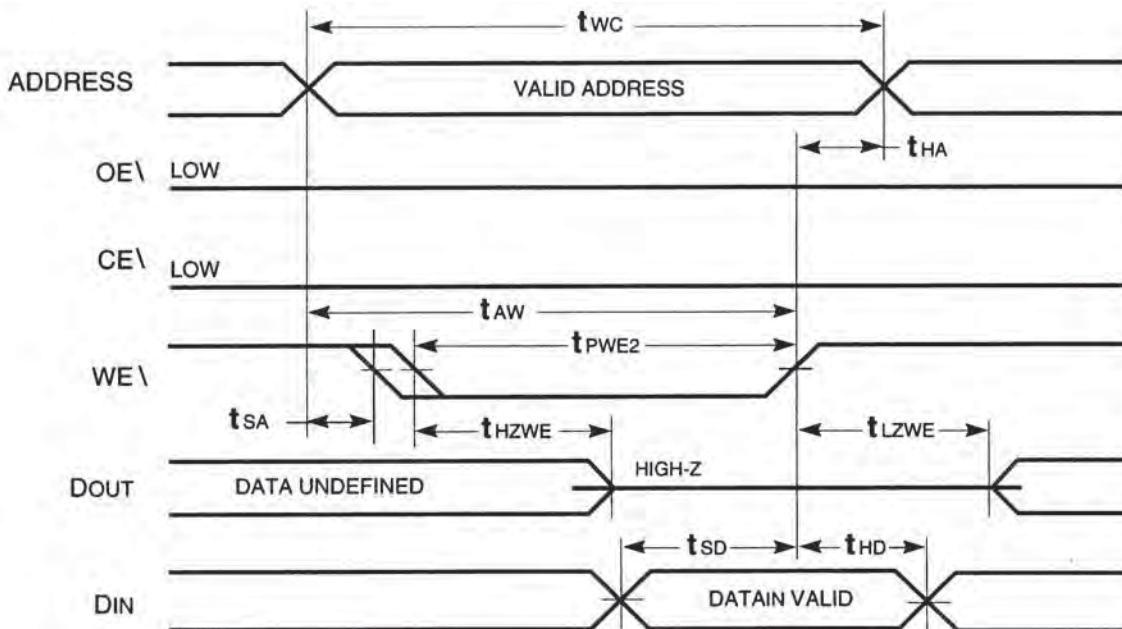 tWC
ADDRESS VALID ADDRESS
tHA
OE\ LOW
CE\ LOW
tAW
WE\ tPWE2
tSA tHZWE tLZWE
DOUT DATA UNDEFINED HIGH-Z
tSD tHD
DIN DATAIN VALID